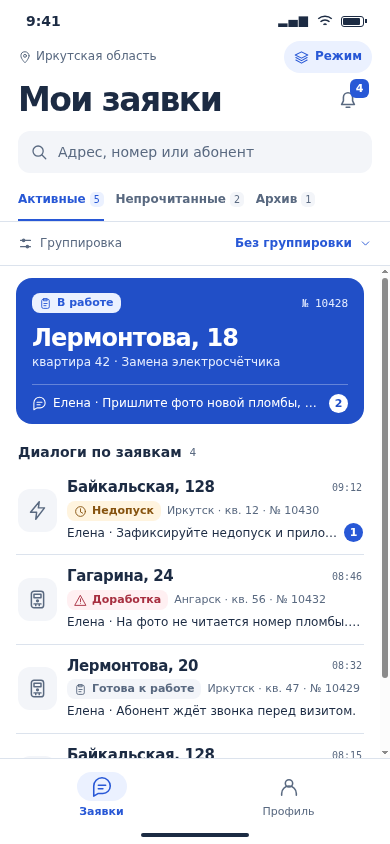 9:41
Иркутская область
Режим
Мои заявки
4
Адрес, номер или абонент
Активные 5 Непрочитанные 2 Архив 1
Группировка Без группировки
В работе № 10428
Лермонтова, 18
квартира 42 · Замена электросчётчика
Елена · Пришлите фото новой пломбы, … 2
Диалоги по заявкам 4
Байкальская, 128 09:12
Недопуск Иркутск · кв. 12 · № 10430
Елена · Зафиксируйте недопуск и прило… 1
Гагарина, 24 08:46
Доработка Ангарск · кв. 56 · № 10432
Елена · На фото не читается номер пломбы.…
Лермонтова, 20 08:32
Готова к работе Иркутск · кв. 47 · № 10429
Елена · Абонент ждёт звонка перед визитом.
Байкальская, 128 08:15
Заявки Профиль